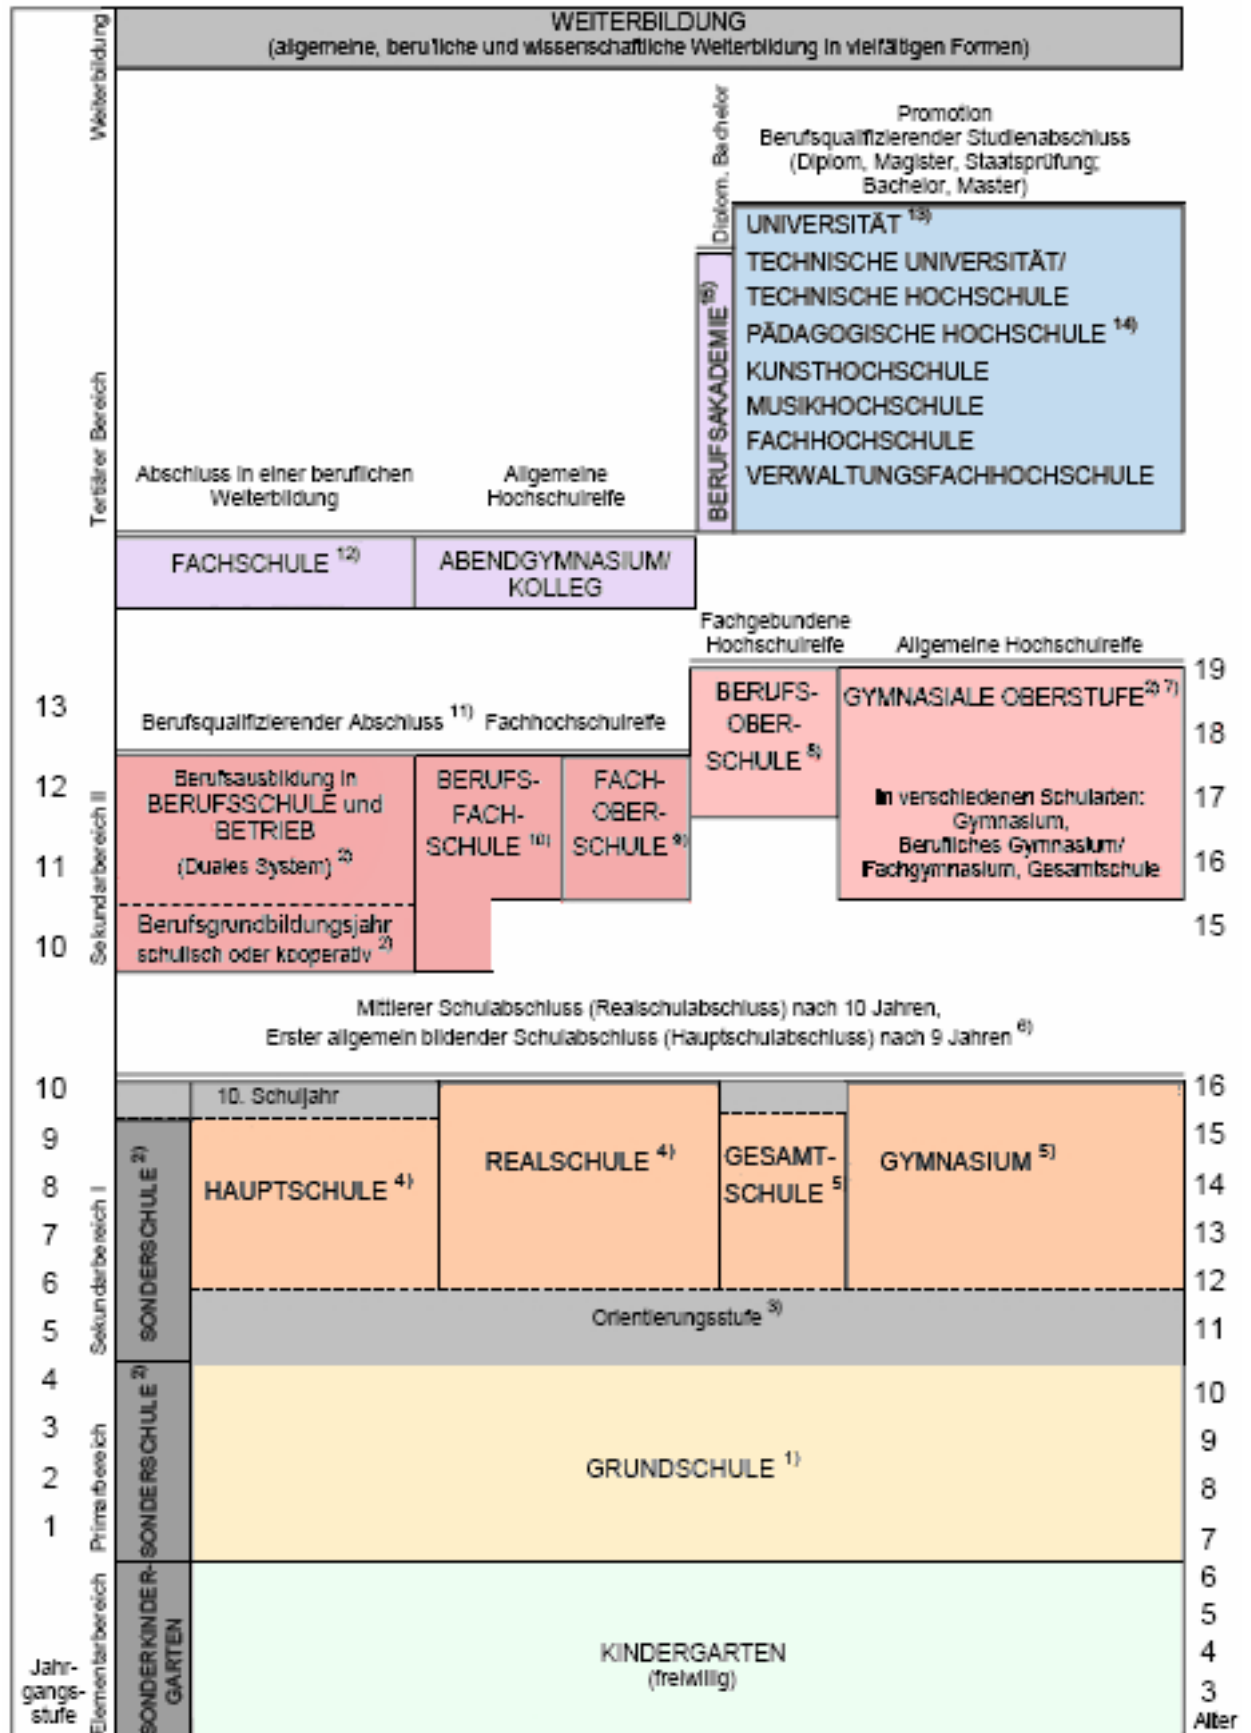 WEITERBILDUNG
(allgemeine, berufliche und wissenschaftliche Weiterbildung in vielfältigen Formen)
Weiterbildung
Promotion
Berufsqualifizierender Studienabschluss
(Diplom, Magister, Staatsprüfung;
Bachelor, Master)
Diplom. Bachelor
UNIVERSITÄT 13)
TECHNISCHE UNIVERSITÄT/
TECHNISCHE HOCHSCHULE
PÄDAGOGISCHE HOCHSCHULE 14)
KUNSTHOCHSCHULE
MUSIKHOCHSCHULE
FACHHOCHSCHULE
VERWALTUNGSFACHHOCHSCHULE
BERUFSAKADEMIE 15)
Tertiärer Bereich
Abschluss in einer beruflichen
Weiterbildung
Allgemeine
Hochschulreife
FACHSCHULE 12)
ABENDGYMNASIUM/
KOLLEG
Fachgebundene
Hochschulreife
Allgemeine Hochschulreife
Berufsqualifizierender Abschluss 11)
Fachhochschulreife
BERUFS-
OBER-
SCHULE 8)
GYMNASIALE OBERSTUFE 2) 7)
In verschiedenen Schularten:
Gymnasium,
Berufliches Gymnasium/
Fachgymnasium, Gesamtschule
Berufsausbildung in
BERUFSSCHULE und
BETRIEB
(Duales System) 2)
Berufsgrundbildungsjahr
schulisch oder kooperativ 2)
BERUFS-
FACH-
SCHULE 10)
FACH-
OBER-
SCHULE 9)
13
12
11
10
Sekundarbereich II
19
18
17
16
15
Mittlerer Schulabschluss (Realschulabschluss) nach 10 Jahren,
Erster allgemein bildender Schulabschluss (Hauptschulabschluss) nach 9 Jahren 6)
10. Schuljahr
HAUPTSCHULE 4)
REALSCHULE 4)
GESAMT-
SCHULE 5)
GYMNASIUM 5)
SONDERSCHULE 2)
Orientierungsstufe 3)
10
9
8
7
6
5
Sekundarbereich I
16
15
14
13
12
11
GRUNDSCHULE 1)
SONDERSCHULE 2)
4
3
2
1
Primarbereich
10
9
8
7
KINDERGARTEN
(freiwillig)
SONDERKINDER-
GARTEN
Elementarbereich
6
5
4
3
Jahr-
gangs-
stufe
Alter